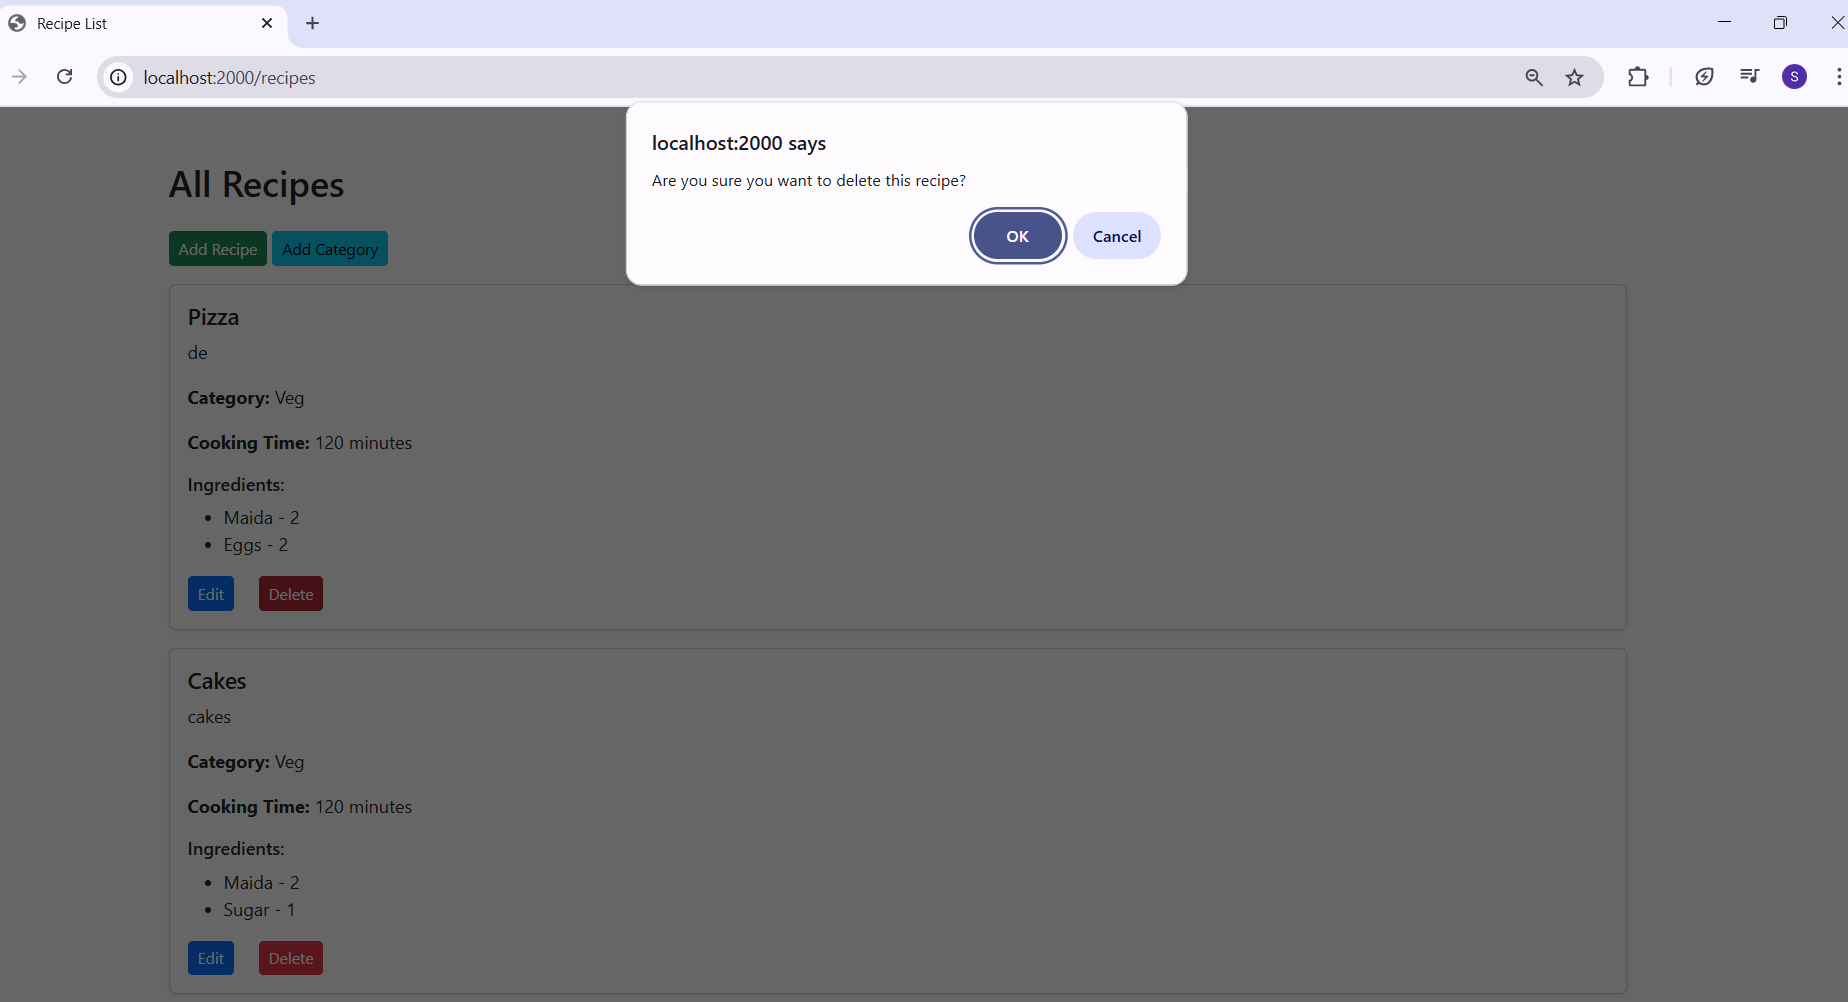 Recipe List
localhost:2000/recipes
S
localhost:2000 says
Are you sure you want to delete this recipe?
OK Cancel
All Recipes
Add Recipe Add Category
Pizza
de
Category: Veg
Cooking Time: 120 minutes
Ingredients:
• Maida - 2
• Eggs - 2
Edit Delete
Cakes
cakes
Category: Veg
Cooking Time: 120 minutes
Ingredients:
• Maida - 2
• Sugar - 1
Edit Delete